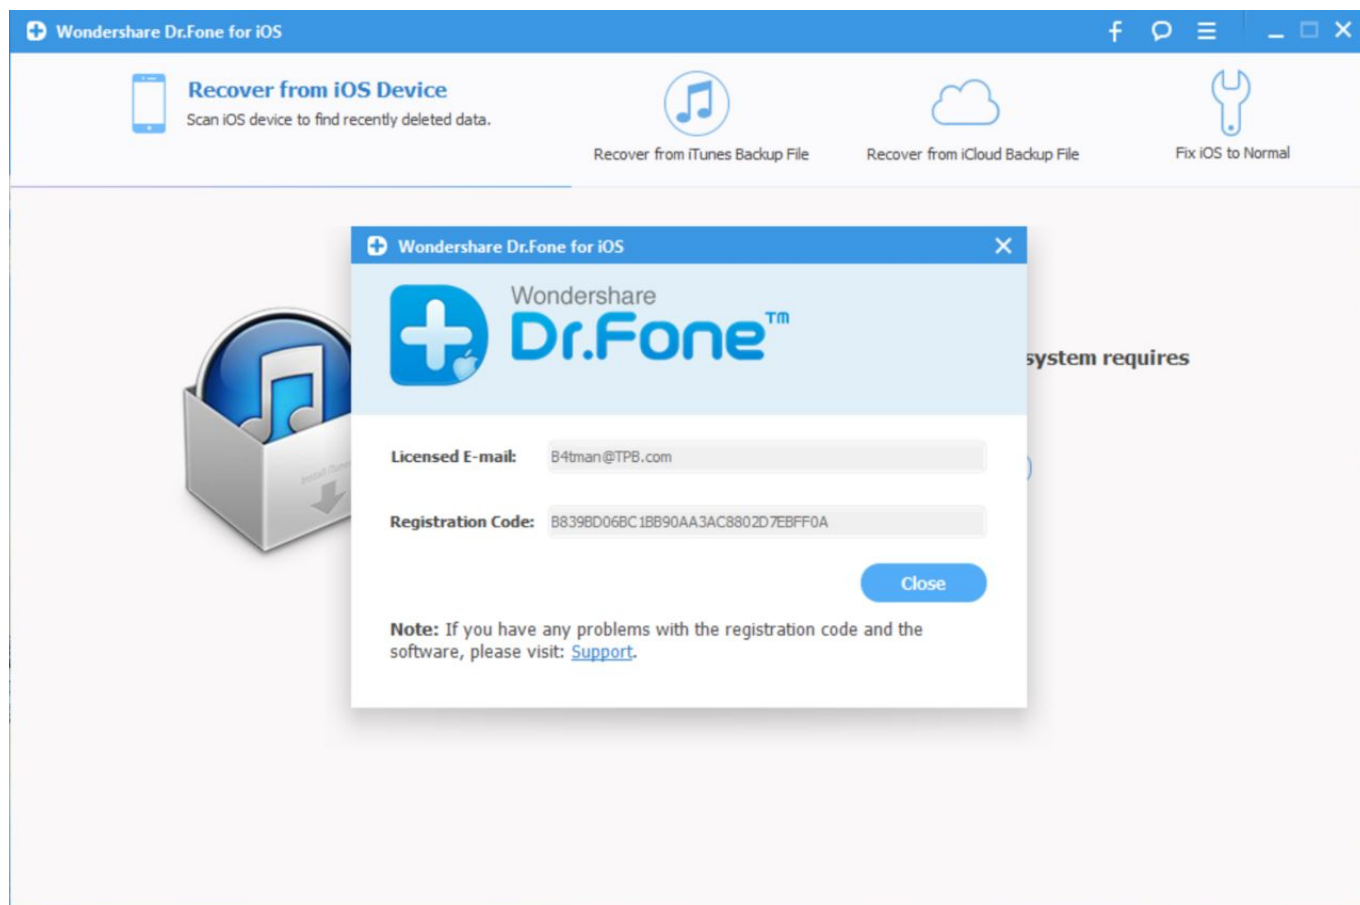 Wondershare Dr.Fone for iOS
Recover from iOS Device
Scan iOS device to find recently deleted data.
Recover from iTunes Backup File
Recover from iCloud Backup File
Fix iOS to Normal
Wondershare Dr.Fone for iOS
Wondershare
Dr.Fone™
system requires
Licensed E-mail: B4tman@TPB.com
Install iTunes
Registration Code: B839BD06BC1BB90AA3AC8802D7EBFF0A
Close
Note: If you have any problems with the registration code and the
software, please visit: Support.